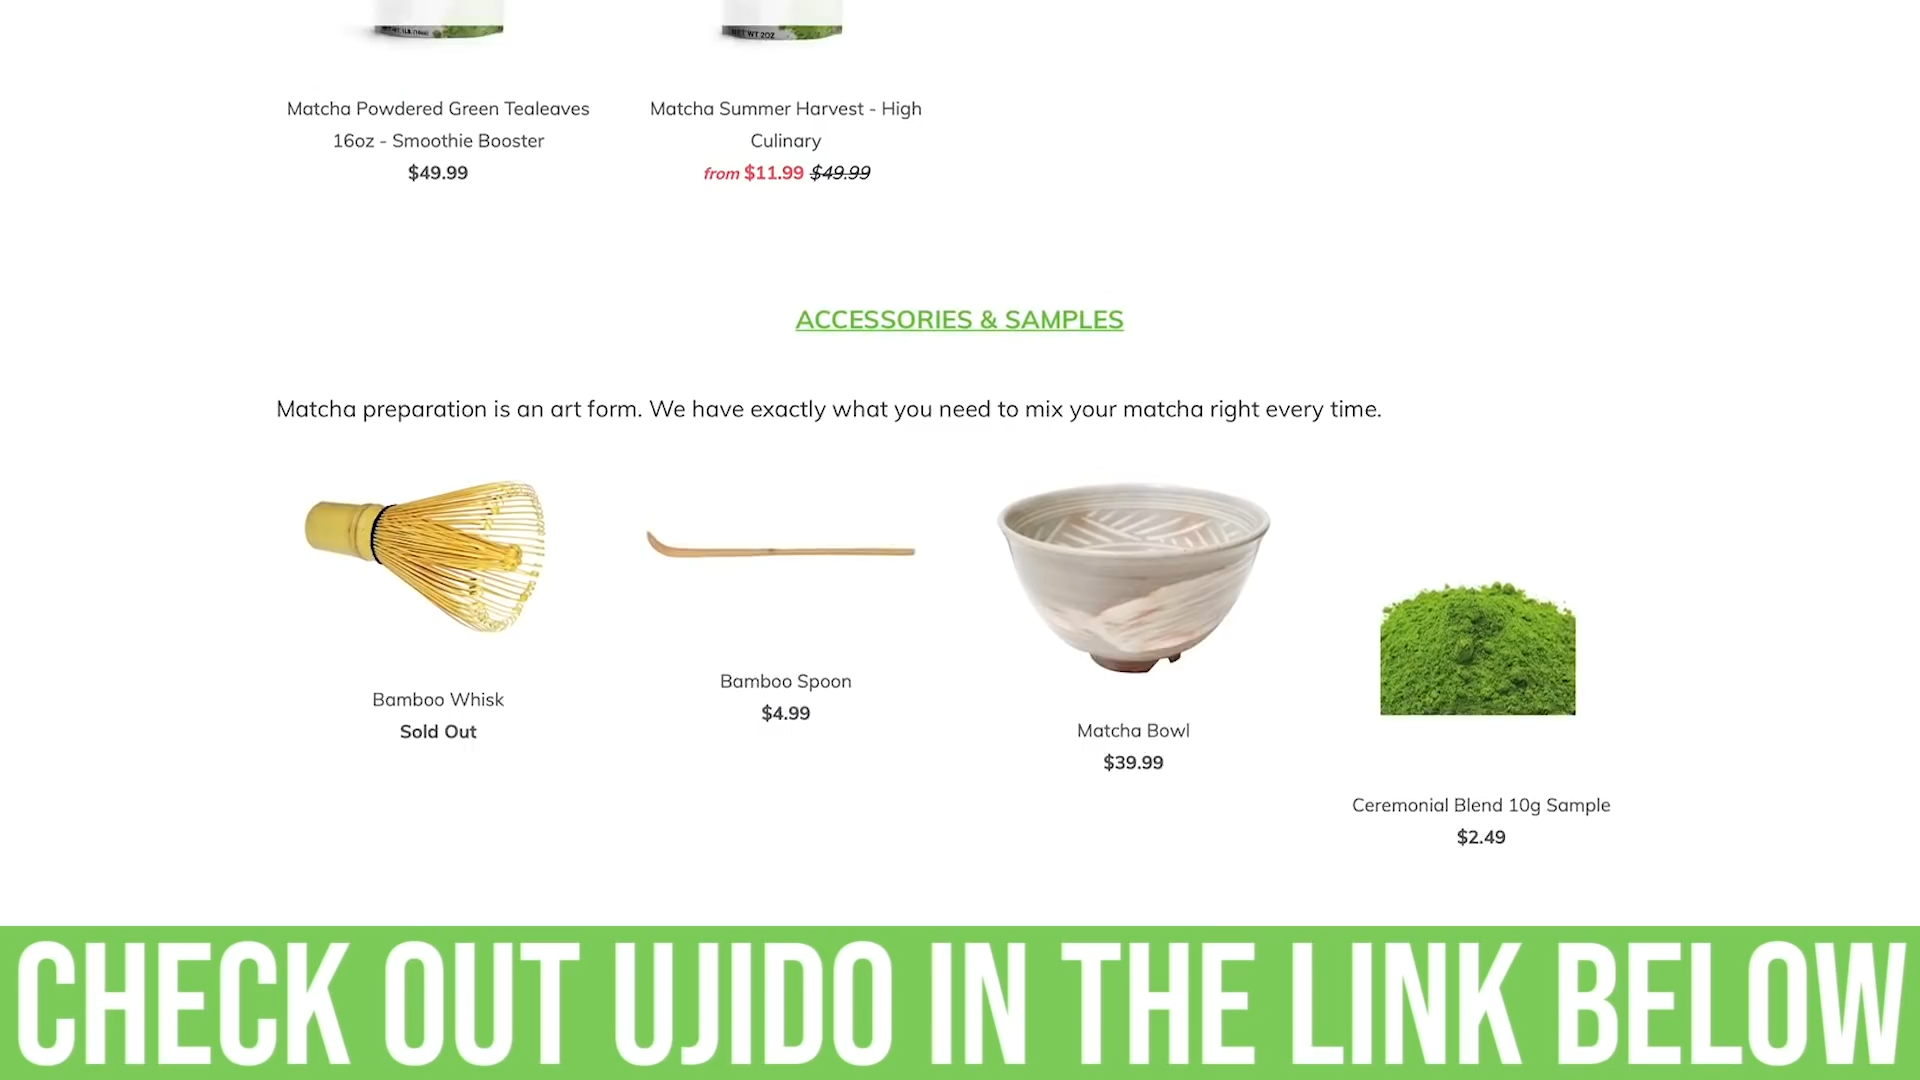 NET WT 2OZ
Matcha Powdered Green Tealeaves
16oz - Smoothie Booster
$49.99
Matcha Summer Harvest - High
Culinary
from $11.99 $49.99
ACCESSORIES & SAMPLES
Matcha preparation is an art form. We have exactly what you need to mix your matcha right every time.
Bamboo Whisk
Sold Out
Bamboo Spoon
$4.99
Matcha Bowl
$39.99
Ceremonial Blend 10g Sample
$2.49
CHECK OUT UJIDO IN THE LINK BELOW